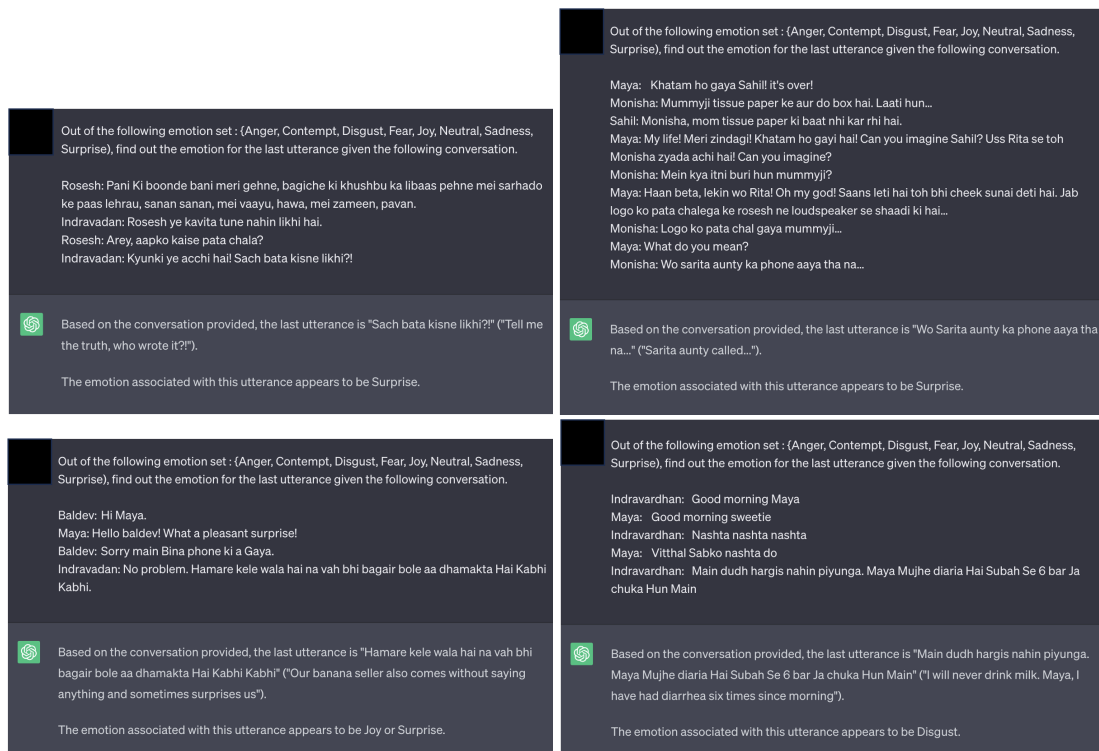 Out of the following emotion set : {Anger, Contempt, Disgust, Fear, Joy, Neutral, Sadness,
Surprise), find out the emotion for the last utterance given the following conversation.
Rosesh: Pani Ki boonde bani meri gehne, bagiche ki khushbu ka libaas pehne mei sarhado
ke paas lehrau, sanan sanan, mei vaayu, hawa, mei zameen, pavan.
Indravadan: Rosesh ye kavita tune nahin likhi hai.
Rosesh: Arey, aapko kaise pata chala?
Indravadan: Kyunki ye acchi hai! Sach bata kisne likhi?!
Based on the conversation provided, the last utterance is "Sach bata kisne likhi?!" ("Tell me
the truth, who wrote it?!").
The emotion associated with this utterance appears to be Surprise.
Out of the following emotion set : {Anger, Contempt, Disgust, Fear, Joy, Neutral, Sadness,
Surprise), find out the emotion for the last utterance given the following conversation.
Maya: Khatam ho gaya Sahil! it's over!
Monisha: Mummyji tissue paper ke aur do box hai. Laati hun...
Sahil: Monisha, mom tissue paper ki baat nhi kar rhi hai.
Maya: My life! Meri zindagi! Khatam ho gayi hai! Can you imagine Sahil? Uss Rita se toh
Monisha zyada achi hai! Can you imagine?
Monisha: Mein kya itni buri hun mummyji?
Maya: Haan beta, lekin wo Rita! Oh my god! Saans leti hai toh bhi cheek sunai deti hai. Jab
logo ko pata chalega ke rosesh ne loudspeaker se shaadi ki hai...
Monisha: Logo ko pata chal gaya mummyji...
Maya: What do you mean?
Monisha: Wo sarita aunty ka phone aaya tha na...
Based on the conversation provided, the last utterance is "Wo Sarita aunty ka phone aaya tha
na..." ("Sarita aunty called...").
The emotion associated with this utterance appears to be Surprise.
Out of the following emotion set : {Anger, Contempt, Disgust, Fear, Joy, Neutral, Sadness,
Surprise), find out the emotion for the last utterance given the following conversation.
Baldev: Hi Maya.
Maya: Hello baldev! What a pleasant surprise!
Baldev: Sorry main Bina phone ki a Gaya.
Indravadan: No problem. Hamare kele wala hai na vah bhi bagair bole aa dhamakta Hai Kabhi
Kabhi.
Based on the conversation provided, the last utterance is "Hamare kele wala hai na vah bhi
bagair bole aa dhamakta Hai Kabhi Kabhi" ("Our banana seller also comes without saying
anything and sometimes surprises us").
The emotion associated with this utterance appears to be Joy or Surprise.
Out of the following emotion set : {Anger, Contempt, Disgust, Fear, Joy, Neutral, Sadness,
Surprise), find out the emotion for the last utterance given the following conversation.
Indravardhan: Good morning Maya
Maya: Good morning sweetie
Indravardhan: Nashta nashta nashta
Maya: Vitthal Sabko nashta do
Indravardhan: Main dudh hargis nahin piyunga. Maya Mujhe diaria Hai Subah Se 6 bar Ja
chuka Hun Main
Based on the conversation provided, the last utterance is "Main dudh hargis nahin piyunga.
Maya Mujhe diaria Hai Subah Se 6 bar Ja chuka Hun Main" ("I will never drink milk. Maya, I
have had diarrhea six times since morning").
The emotion associated with this utterance appears to be Disgust.